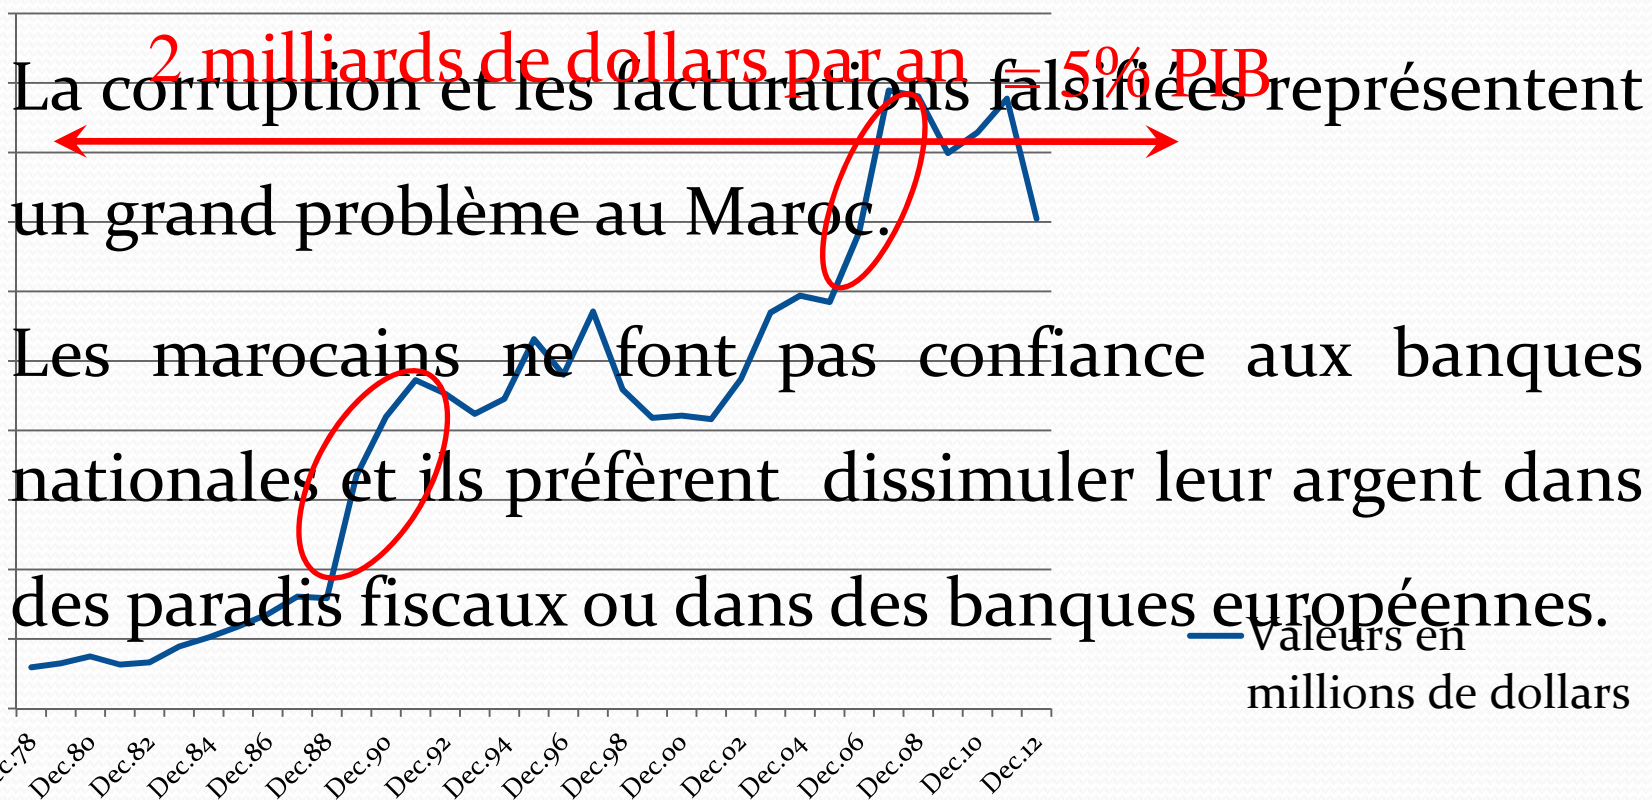 2 milliards de dollars par an = 5% PIB
La corruption et les facturations falsifiées représentent
un grand problème au Maroc.
Les marocains ne font pas confiance aux banques
nationales et ils préfèrent dissimuler leur argent dans
des paradis fiscaux ou dans des banques européennes.
Valeurs en
millions de dollars
Dec.80 Dec.82 Dec.84 Dec.86 Dec.88 Dec.90 Dec.92 Dec.94 Dec.96 Dec.98 Dec.00 Dec.02 Dec.04 Dec.06 Dec.08 Dec.10 Dec.12